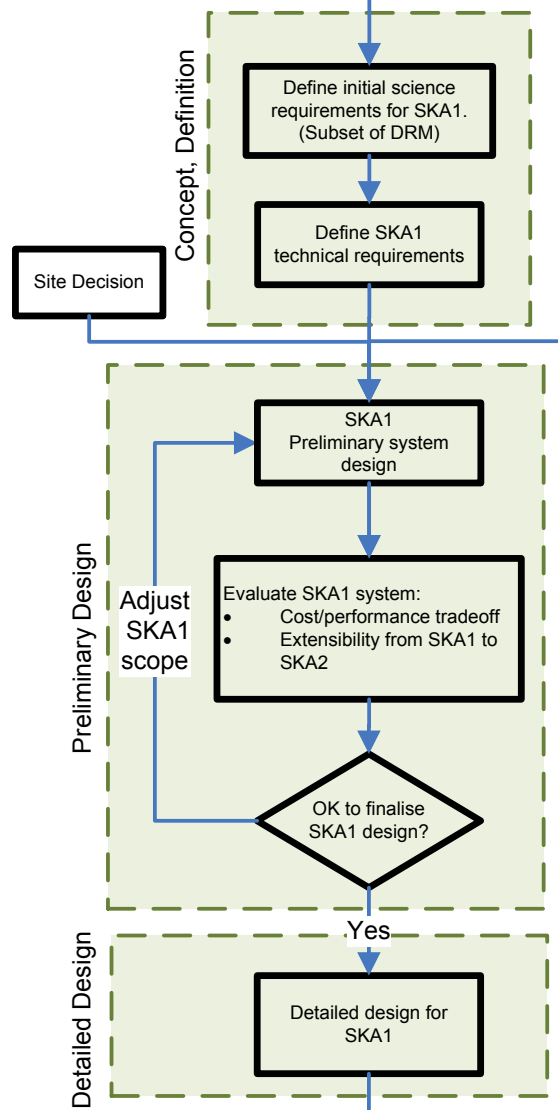 Concept, Definition
Define initial science
requirements for SKA1.
(Subset of DRM)
Define SKA1
technical requirements
Site Decision
Preliminary Design
SKA1
Preliminary system
design
Adjust
SKA1
scope
Evaluate SKA1 system:
• Cost/performance tradeoff
• Extensibility from SKA1 to
SKA2
OK to finalise
SKA1 design?
Yes
Detailed Design
Detailed design for
SKA1